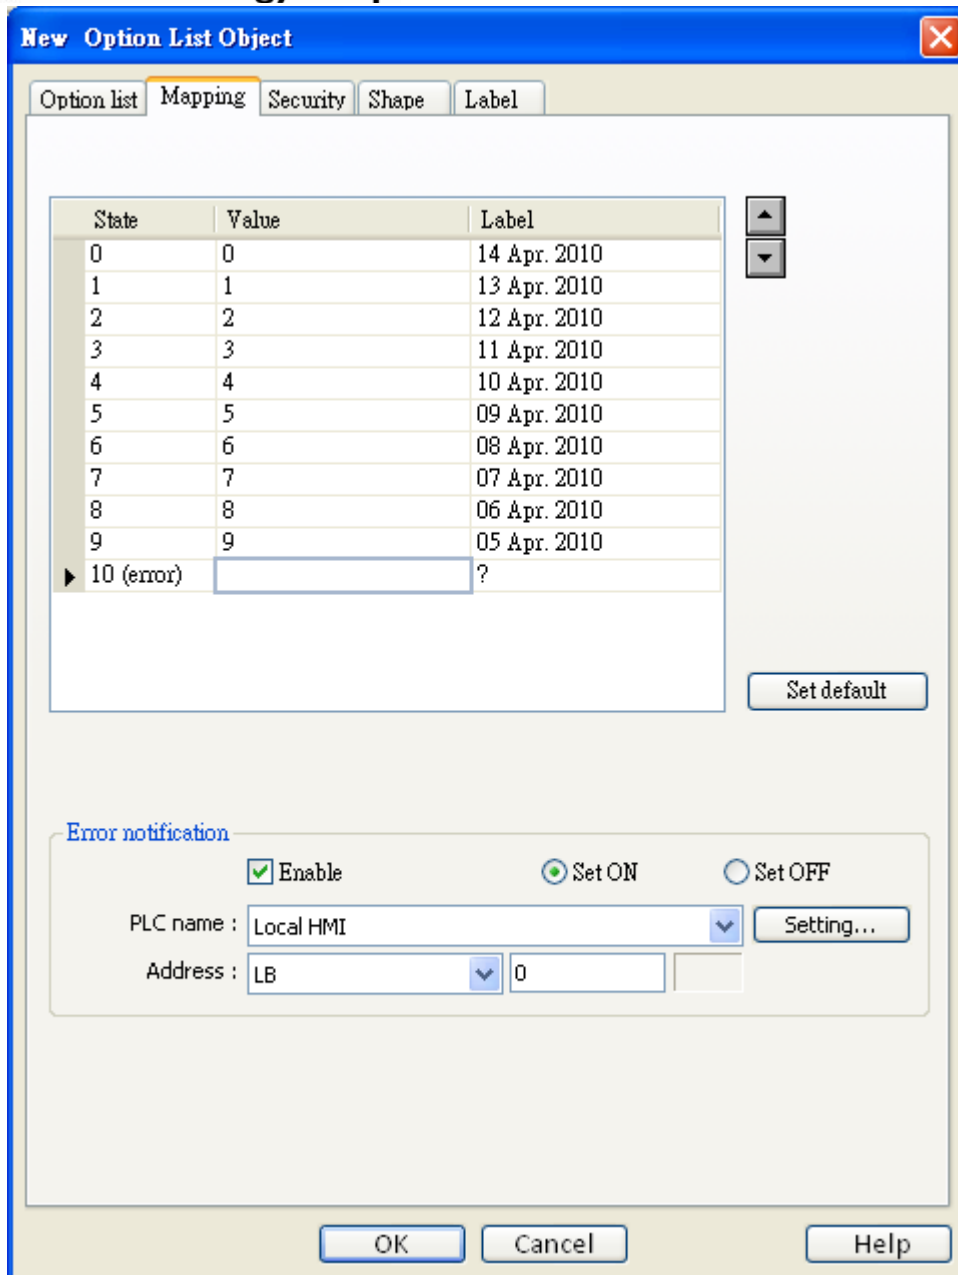 New Option List Object
Option list Mapping Security Shape Label
State Value Label
0 0 14 Apr. 2010
1 1 13 Apr. 2010
2 2 12 Apr. 2010
3 3 11 Apr. 2010
4 4 10 Apr. 2010
5 5 09 Apr. 2010
6 6 08 Apr. 2010
7 7 07 Apr. 2010
8 8 06 Apr. 2010
9 9 05 Apr. 2010
10 (error) ?
Set default
Error notification
Enable Set ON Set OFF
PLC name : Local HMI Setting...
Address : LB 0
OK Cancel Help